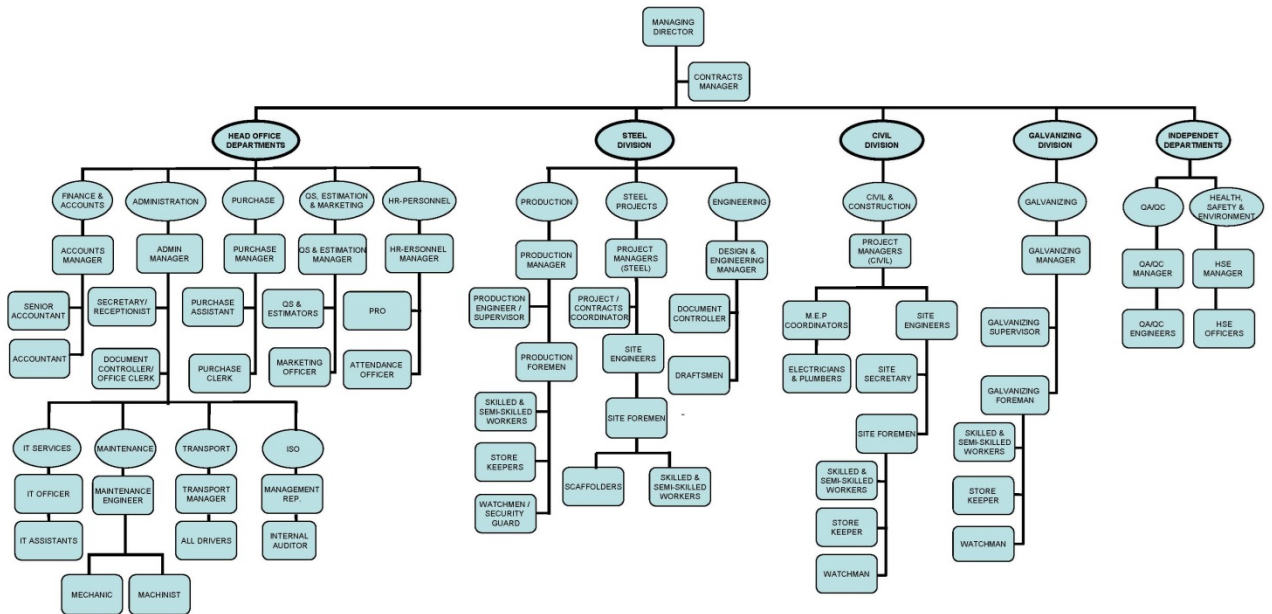 MANAGING
DIRECTOR
CONTRACTS
MANAGER
HEAD OFFICE
DEPARTMENTS
STEEL
DIVISION
CIVIL
DIVISION
GALVANIZING
DIVISION
INDEPENDET
DEPARTMENTS
FINANCE &
ACCOUNTS
ADMINISTRATION
PURCHASE
QS, ESTIMATION
& MARKETING
HR-PERSONNEL
PRODUCTION
STEEL
PROJECTS
ENGINEERING
CIVIL &
CONSTRUCTION
GALVANIZING
QA/QC
HEALTH,
SAFETY &
ENVIRONMENT
ACCOUNTS
MANAGER
ADMIN
MANAGER
PURCHASE
MANAGER
QS & ESTIMATION
MANAGER
HR-ERSONNEL
MANAGER
PRODUCTION
MANAGER
PROJECT
MANAGERS
(STEEL)
DESIGN &
ENGINEERING
MANAGER
PROJECT
MANAGERS
(CIVIL)
GALVANIZING
MANAGER
QA/QC
MANAGER
HSE
MANAGER
SENIOR
ACCOUNTANT
SECRETARY/
RECEPTIONIST
PURCHASE
ASSISTANT
QS &
ESTIMATORS
PRO
PRODUCTION
ENGINEER /
SUPERVISOR
PROJECT /
CONTRACTS
COORDINATOR
DOCUMENT
CONTROLLER
M.E.P
COORDINATORS
SITE
ENGINEERS
GALVANIZING
SUPERVISOR
QA/QC
ENGINEERS
HSE
OFFICERS
ACCOUNTANT
DOCUMENT
CONTROLLER/
OFFICE CLERK
PURCHASE
CLERK
MARKETING
OFFICER
ATTENDANCE
OFFICER
PRODUCTION
FOREMEN
SITE
ENGINEERS
DRAFTSMEN
ELECTRICIANS
& PLUMBERS
SITE
SECRETARY
GALVANIZING
FOREMAN
SKILLED &
SEMI-SKILLED
WORKERS
SITE FOREMEN
SITE FOREMEN
SKILLED &
SEMI-SKILLED
WORKERS
IT SERVICES
MAINTENANCE
TRANSPORT
ISO
STORE
KEEPERS
SCAFFOLDERS
SKILLED &
SEMI-SKILLED
WORKERS
SKILLED &
SEMI-SKILLED
WORKERS
STORE
KEEPER
IT OFFICER
MAINTENANCE
ENGINEER
TRANSPORT
MANAGER
MANAGEMENT
REP.
WATCHMEN /
SECURITY
GUARD
STORE
KEEPER
WATCHMAN
IT ASSISTANTS
ALL DRIVERS
INTERNAL
AUDITOR
WATCHMAN
MECHANIC
MACHINIST